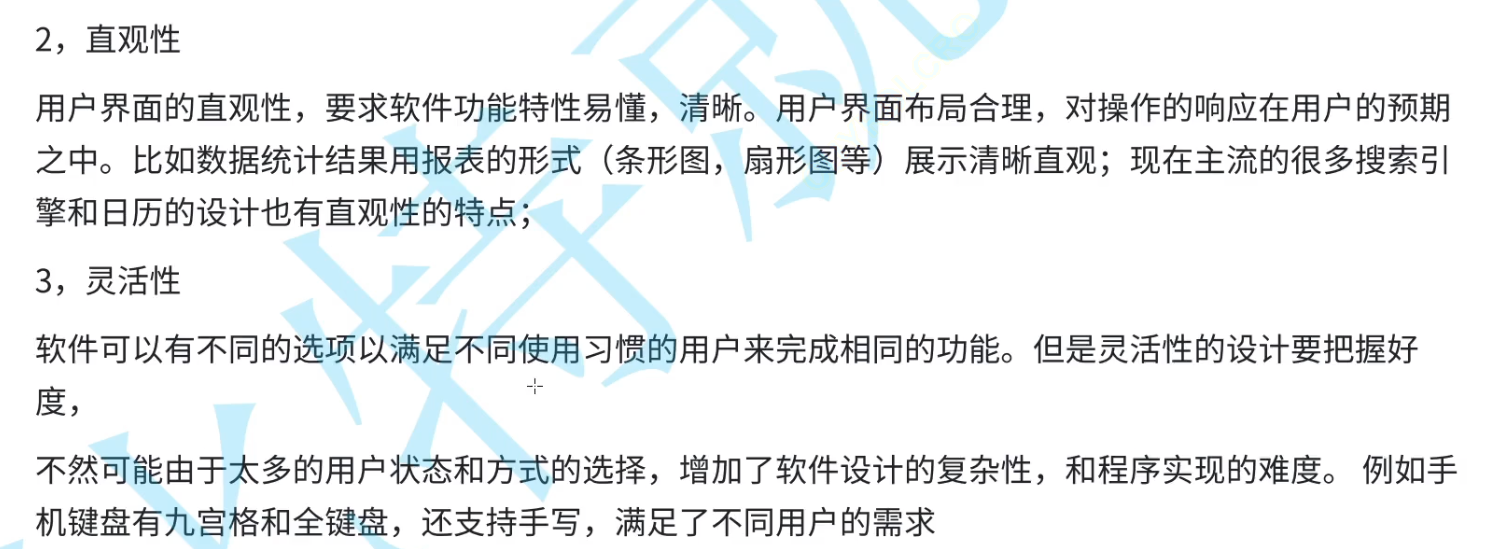 2，直观性
用户界面的直观性，要求软件功能特性易懂，清晰。用户界面布局合理，对操作的响应在用户的预期
之中。比如数据统计结果用报表的形式（条形图，扇形图等）展示清晰直观；现在主流的很多搜索引
擎和日历的设计也有直观性的特点；
3，灵活性
软件可以有不同的选项以满足不同使用习惯的用户来完成相同的功能。但是灵活性的设计要把握好
度，
不然可能由于太多的用户状态和方式的选择，增加了软件设计的复杂性，和程序实现的难度。 例如手
机键盘有九宫格和全键盘，还支持手写，满足了不同用户的需求